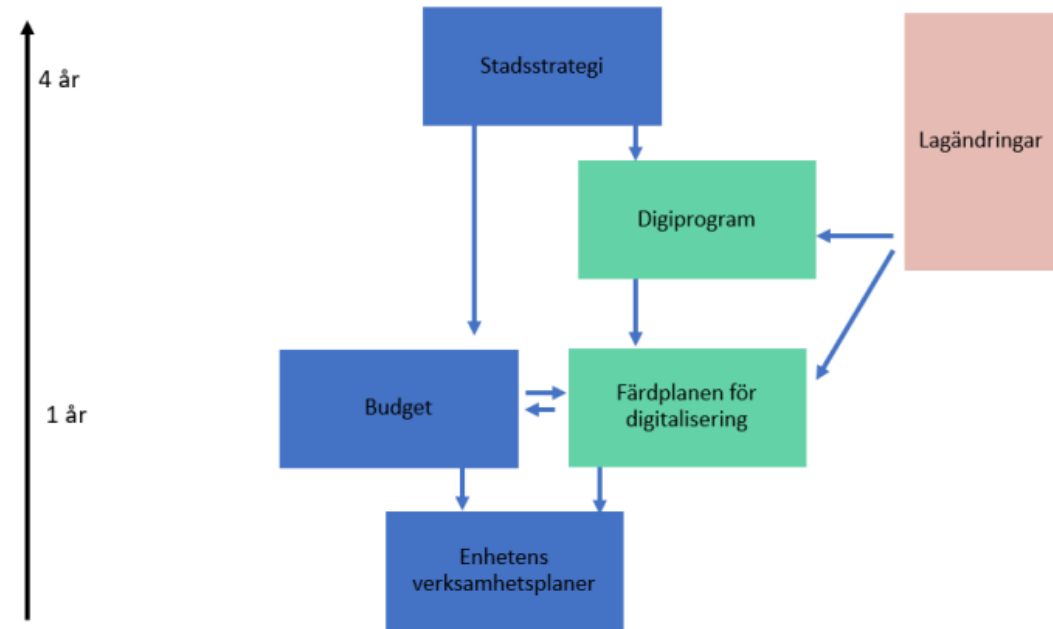 4 år
Stadsstrategi
Lagändringar
Digiprogram
1 år
Budget
Färdplanen för
digitalisering
Enhetens
verksamhetsplaner